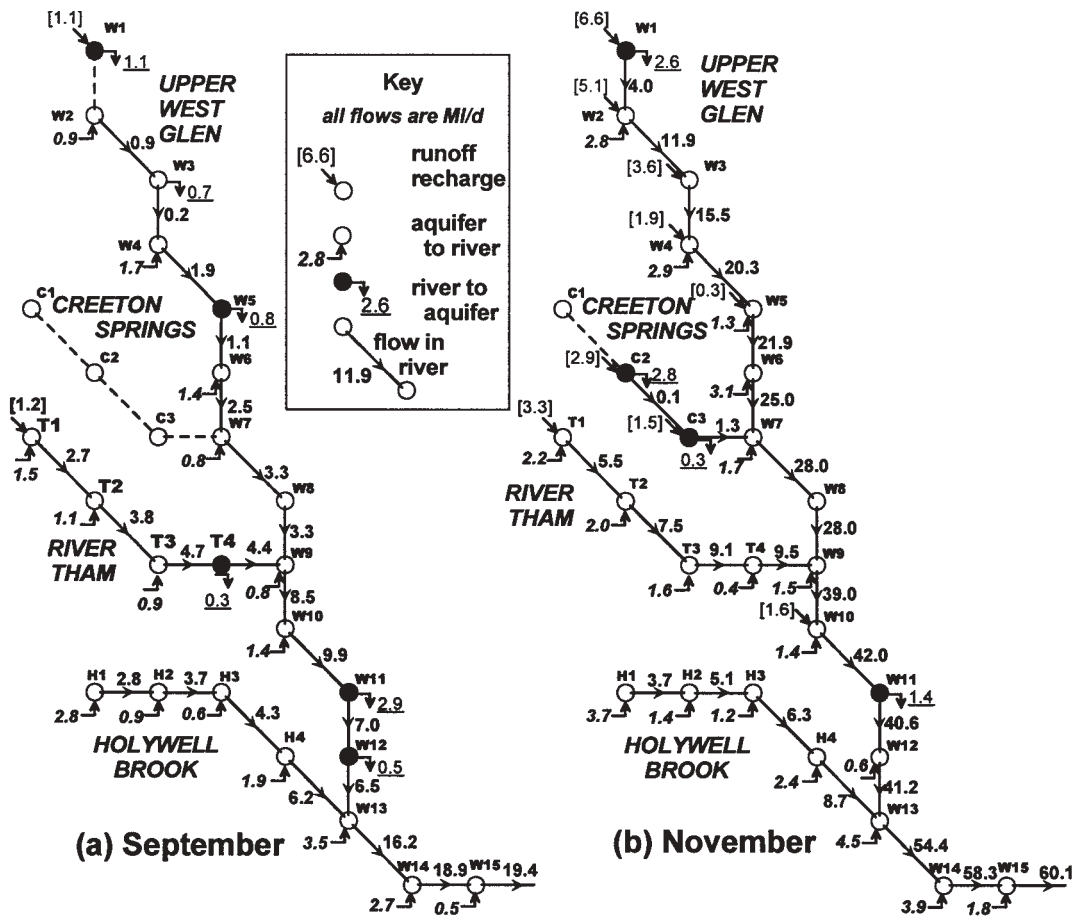 [1.1]
W1
1.1
UPPER
WEST
GLEN
W2
0.9
0.9
W3
0.7
0.2
W4
1.7
1.9
W5
0.8
C1
CREETON
SPRINGS
1.1
C2
W6
1.4
2.5
C3
W7
0.8
[1.2]
T1
1.5
2.7
3.3
T2
1.1
3.8
W8
3.3
RIVER
THAM
T3
4.7
T4
4.4
W9
0.9
0.3
0.8
8.5
W10
1.4
9.9
H1
2.8
H2
3.7
H3
W11
2.9
2.8
0.9
0.6
4.3
7.0
HOLYWELL
BROOK
H4
W12
0.5
1.9
6.2
6.5
W13
3.5
16.2
(a) September
W14
18.9
W15
19.4
2.7
0.5
Key
all flows are Ml/d
[6.6]
runoff
recharge
aquifer
to river
2.8
river to
aquifer
2.6
flow in
river
11.9
[6.6]
W1
2.6
UPPER
WEST
GLEN
4.0
[5.1]
W2
2.8
11.9
W3
[3.6]
15.5
[1.9]
W4
2.9
20.3
[0.3]
W5
1.3
C1
CREETON
SPRINGS
21.9
[2.9]
C2
2.8
W6
3.1
0.1
25.0
[1.5]
C3
1.3
W7
0.3
1.7
[3.3]
T1
2.2
5.5
28.0
RIVER
THAM
T2
2.0
7.5
W8
28.0
T3
9.1
T4
9.5
W9
1.6
0.4
1.5
39.0
[1.6]
W10
1.4
42.0
H1
3.7
H2
5.1
H3
W11
1.4
3.7
1.4
1.2
6.3
40.6
HOLYWELL
BROOK
H4
W12
0.6
2.4
8.7
41.2
W13
4.5
54.4
(b) November
W14
58.3
W15
60.1
3.9
1.8